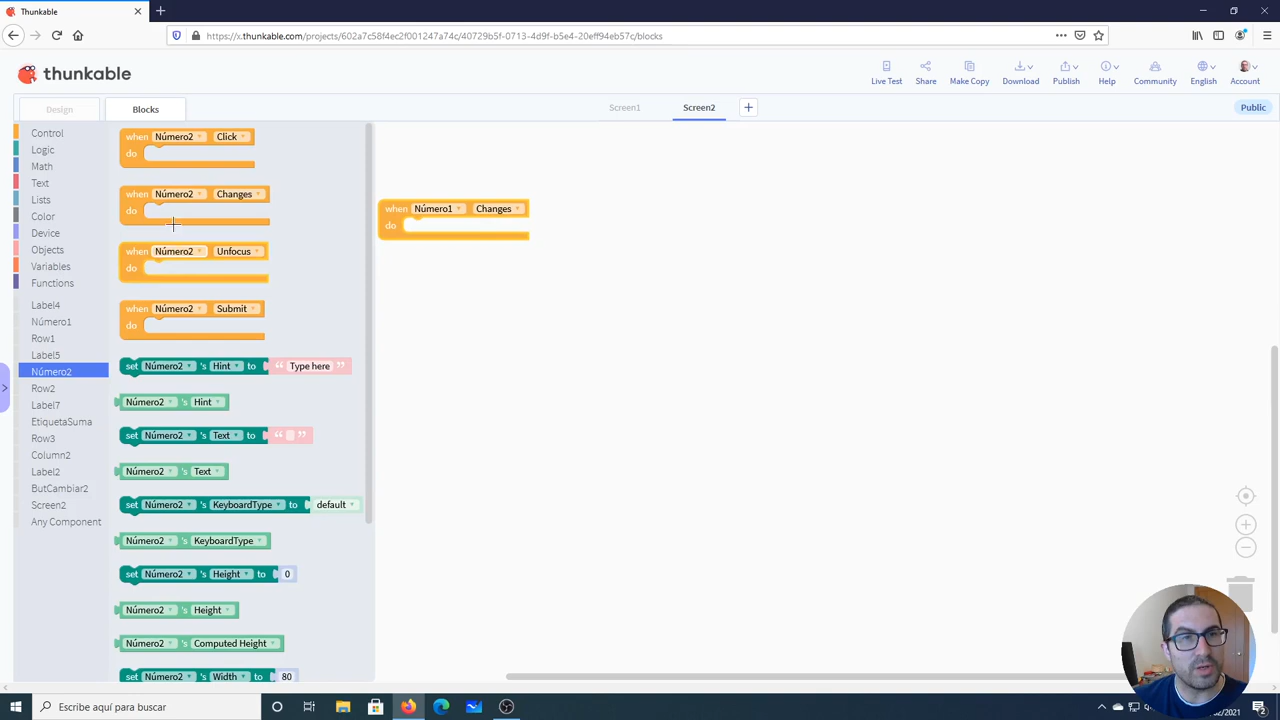 Thunkable
https://x.thunkable.com/projects/602a7c58f4ec2f001247a74c/40729b5f-0713-4d9f-b5e4-20eff94eb57c/blocks
thunkable
Live Test
Share
Make Copy
Download
Publish
Help
Community
English
Account
Design
Blocks
Screen1
Screen2
Public
Control
Logic
Math
Text
Lists
Color
Device
Objects
Variables
Functions
Label4
Número1
Row1
Label5
Número2
Row2
Label7
EtiquetaSuma
Row3
Column2
Label2
ButCambiar2
Screen2
Any Component
when Número2 Click
do
when Número2 Changes
do
when Número2 Unfocus
do
when Número2 Submit
do
set Número2 's Hint to “ Type here ”
Número2 's Hint
set Número2 's Text to “ ”
Número2 's Text
set Número2 's KeyboardType to default
Número2 's KeyboardType
set Número2 's Height to 0
Número2 's Height
Número2 's Computed Height
set Número2 's Width to 80
when Número1 Changes
do
Escribe aquí para buscar
02/2021